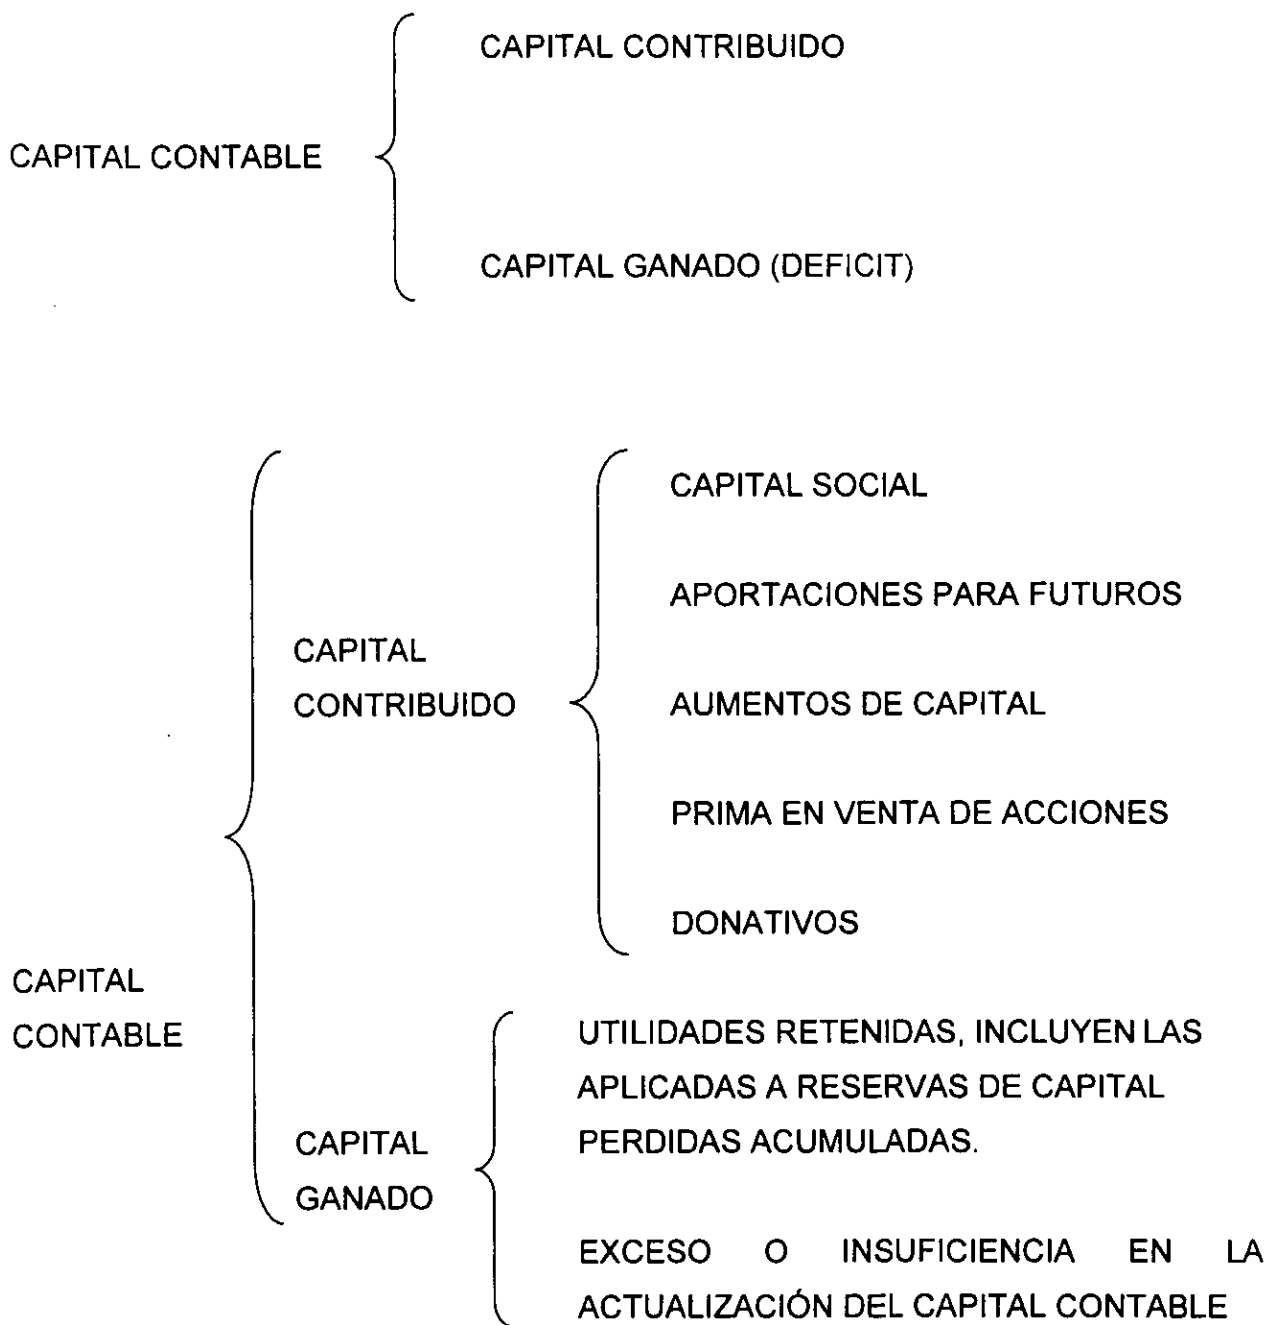 CAPITAL CONTRIBUIDO
CAPITAL CONTABLE
CAPITAL GANADO (DEFICIT)
CAPITAL SOCIAL
APORTACIONES PARA FUTUROS
CAPITAL
CONTRIBUIDO
AUMENTOS DE CAPITAL
PRIMA EN VENTA DE ACCIONES
DONATIVOS
CAPITAL
CONTABLE
UTILIDADES RETENIDAS, INCLUYEN LAS
APLICADAS A RESERVAS DE CAPITAL
PERDIDAS ACUMULADAS.
CAPITAL
GANADO
EXCESO O INSUFICIENCIA EN LA
ACTUALIZACIÓN DEL CAPITAL CONTABLE